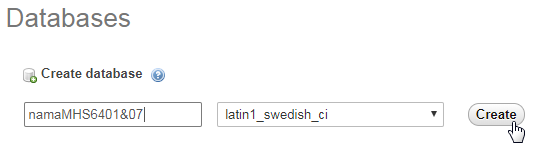 Databases
Create database
namaMHS6401&07
latin1_swedish_ci
Create